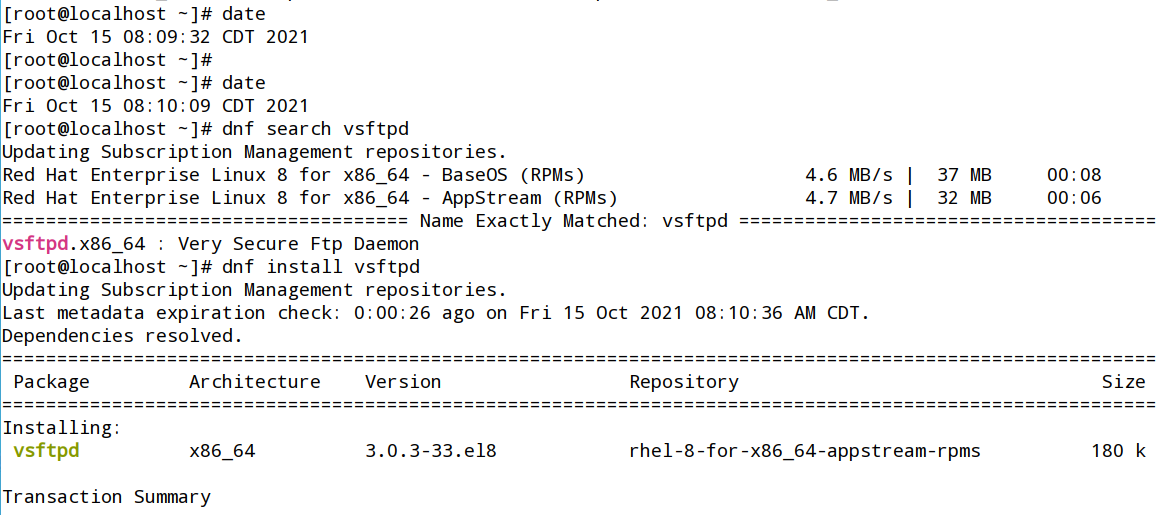 [root@localhost ~]# date
Fri Oct 15 08:09:32 CDT 2021
[root@localhost ~]#
[root@localhost ~]# date
Fri Oct 15 08:10:09 CDT 2021
[root@localhost ~]# dnf search vsftpd
Updating Subscription Management repositories.
Red Hat Enterprise Linux 8 for x86_64 - BaseOS (RPMs)                    4.6 MB/s |  37 MB     00:08
Red Hat Enterprise Linux 8 for x86_64 - AppStream (RPMs)                 4.7 MB/s |  32 MB     00:06
===================================== Name Exactly Matched: vsftpd ======================================
vsftpd.x86_64 : Very Secure Ftp Daemon
[root@localhost ~]# dnf install vsftpd
Updating Subscription Management repositories.
Last metadata expiration check: 0:00:26 ago on Fri 15 Oct 2021 08:10:36 AM CDT.
Dependencies resolved.
=========================================================================================================
 Package         Architecture    Version                 Repository                                 Size
=========================================================================================================
Installing:
 vsftpd          x86_64          3.0.3-33.el8            rhel-8-for-x86_64-appstream-rpms          180 k
Transaction Summary